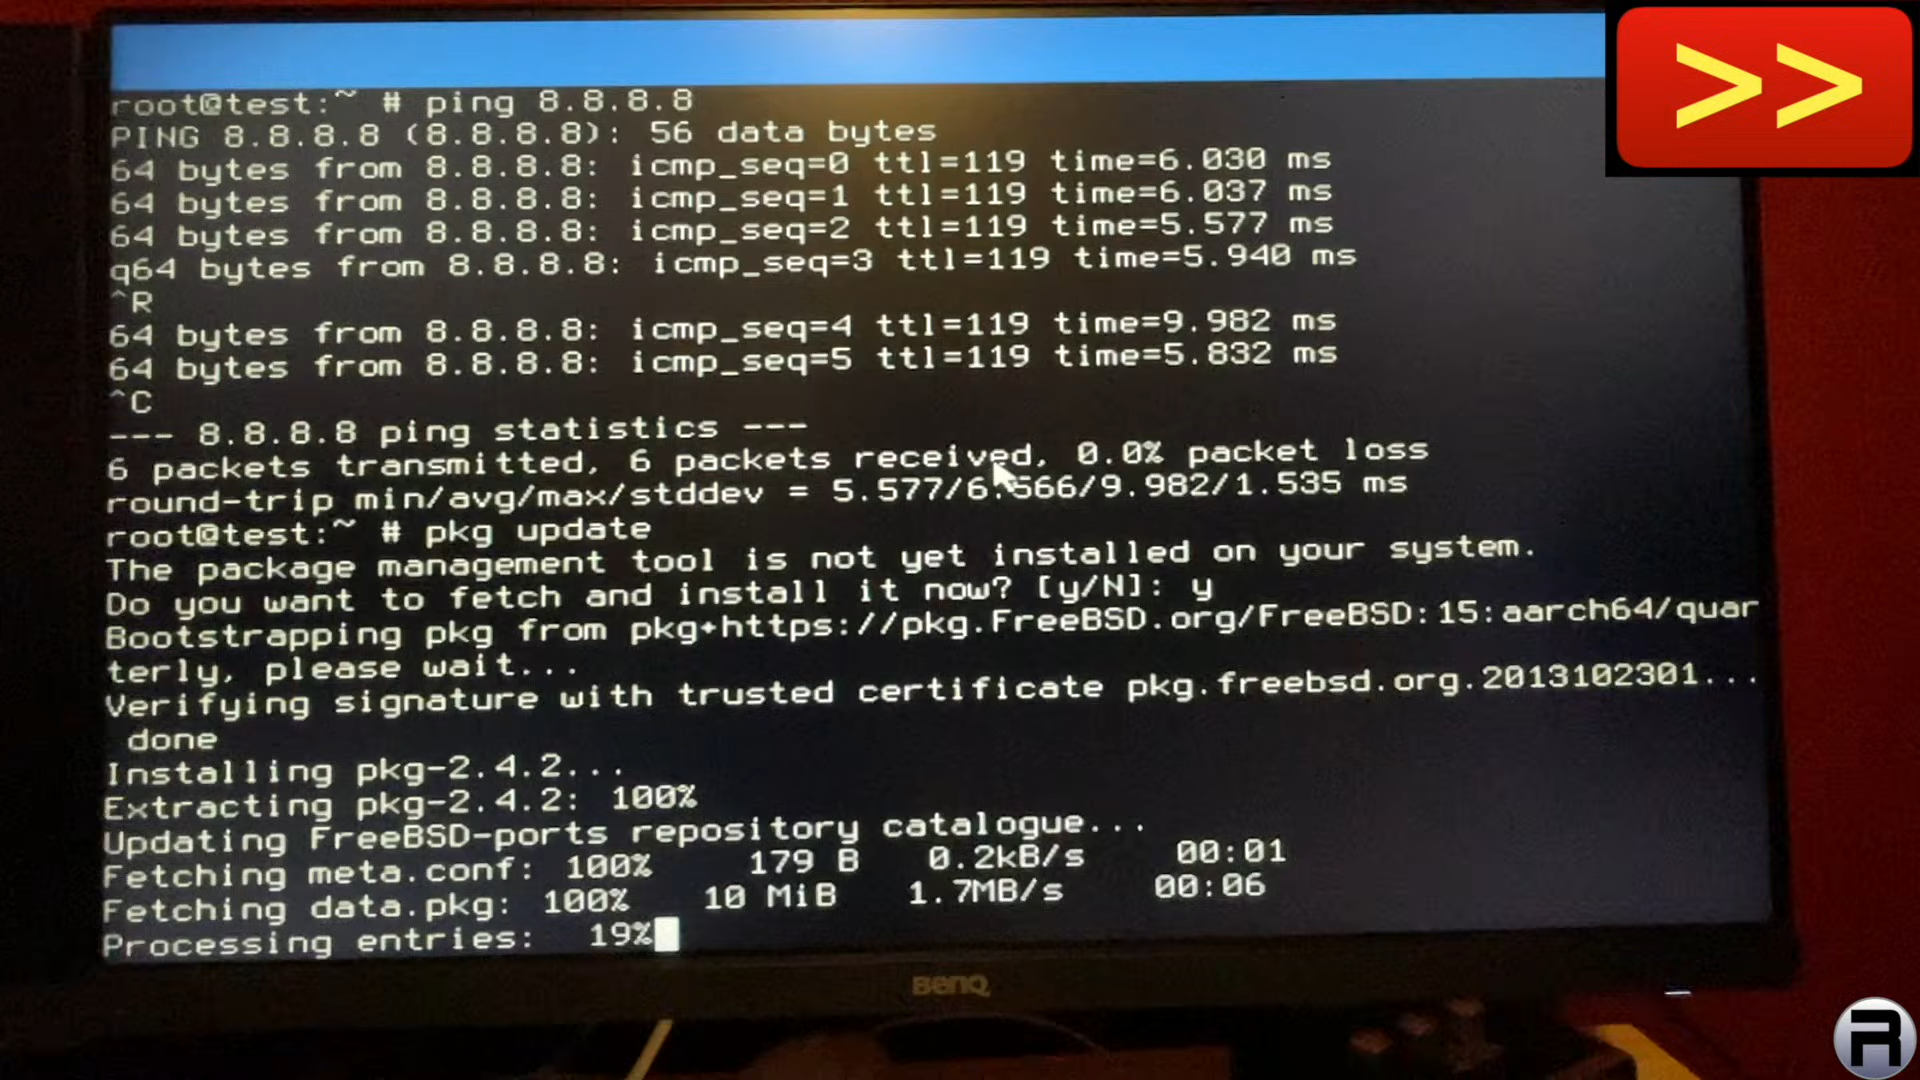 >>
root@test:~ # ping 8.8.8.8
PING 8.8.8.8 (8.8.8.8): 56 data bytes
64 bytes from 8.8.8.8: icmp_seq=0 ttl=119 time=6.030 ms
64 bytes from 8.8.8.8: icmp_seq=1 ttl=119 time=6.037 ms
64 bytes from 8.8.8.8: icmp_seq=2 ttl=119 time=5.577 ms
q64 bytes from 8.8.8.8: icmp_seq=3 ttl=119 time=5.940 ms
^R
64 bytes from 8.8.8.8: icmp_seq=4 ttl=119 time=9.982 ms
64 bytes from 8.8.8.8: icmp_seq=5 ttl=119 time=5.832 ms
^C
--- 8.8.8.8 ping statistics ---
6 packets transmitted, 6 packets received, 0.0% packet loss
round-trip min/avg/max/stddev = 5.577/6.566/9.982/1.535 ms
root@test:~ # pkg update
The package management tool is not yet installed on your system.
Do you want to fetch and install it now? [y/N]: y
Bootstrapping pkg from pkg+https://pkg.FreeBSD.org/FreeBSD:15:aarch64/quar
terly, please wait...
Verifying signature with trusted certificate pkg.freebsd.org.2013102301...
done
Installing pkg-2.4.2...
Extracting pkg-2.4.2: 100%
Updating FreeBSD-ports repository catalogue...
Fetching meta.conf: 100% 179 B 0.2kB/s 00:01
Fetching data.pkg: 100% 10 MiB 1.7MB/s 00:06
Processing entries: 19%
BenQ
R